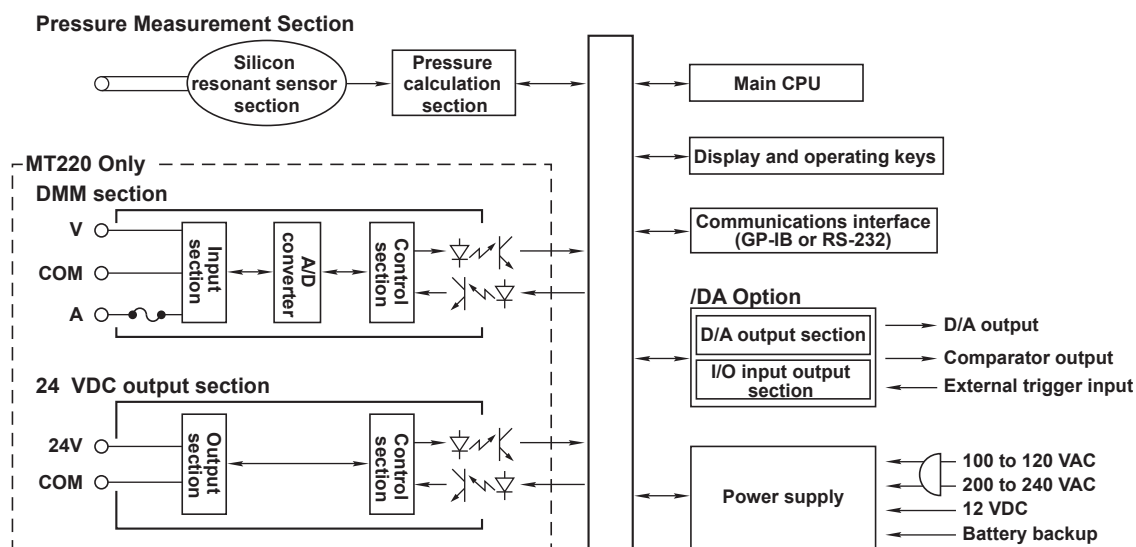 Pressure Measurement Section
Silicon
resonant sensor
section
Pressure
calculation
section
Main CPU
Display and operating keys
Communications interface
(GP-IB or RS-232)
MT220 Only
DMM section
V
COM
A
Input
section
A/D
converter
Control
section
/DA Option
D/A output section
I/O input output
section
D/A output
Comparator output
External trigger input
24 VDC output section
24V
COM
Output
section
Control
section
Power supply
100 to 120 VAC
200 to 240 VAC
12 VDC
Battery backup